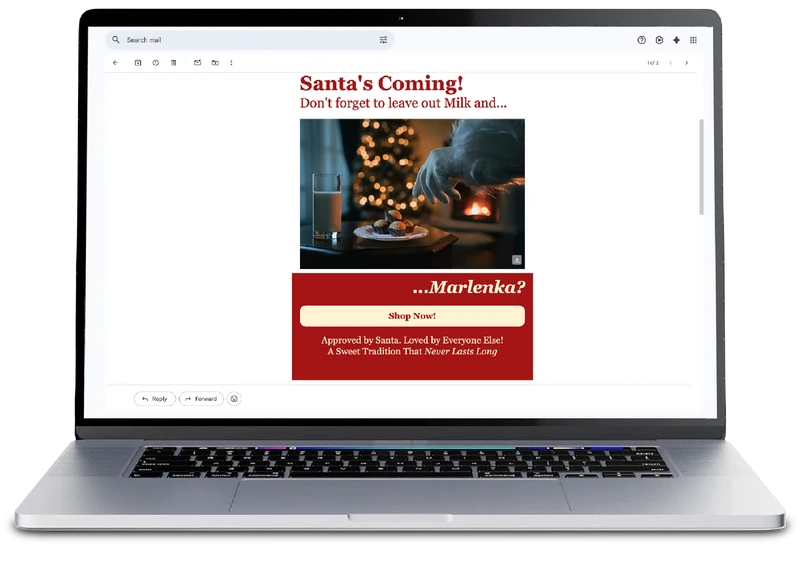 Search mail
1 of 2
Santa's Coming!
Don't forget to leave out Milk and...
...Marlenka?
Shop Now!
Approved by Santa. Loved by Everyone Else!
A Sweet Tradition That Never Lasts Long
Reply
Forward